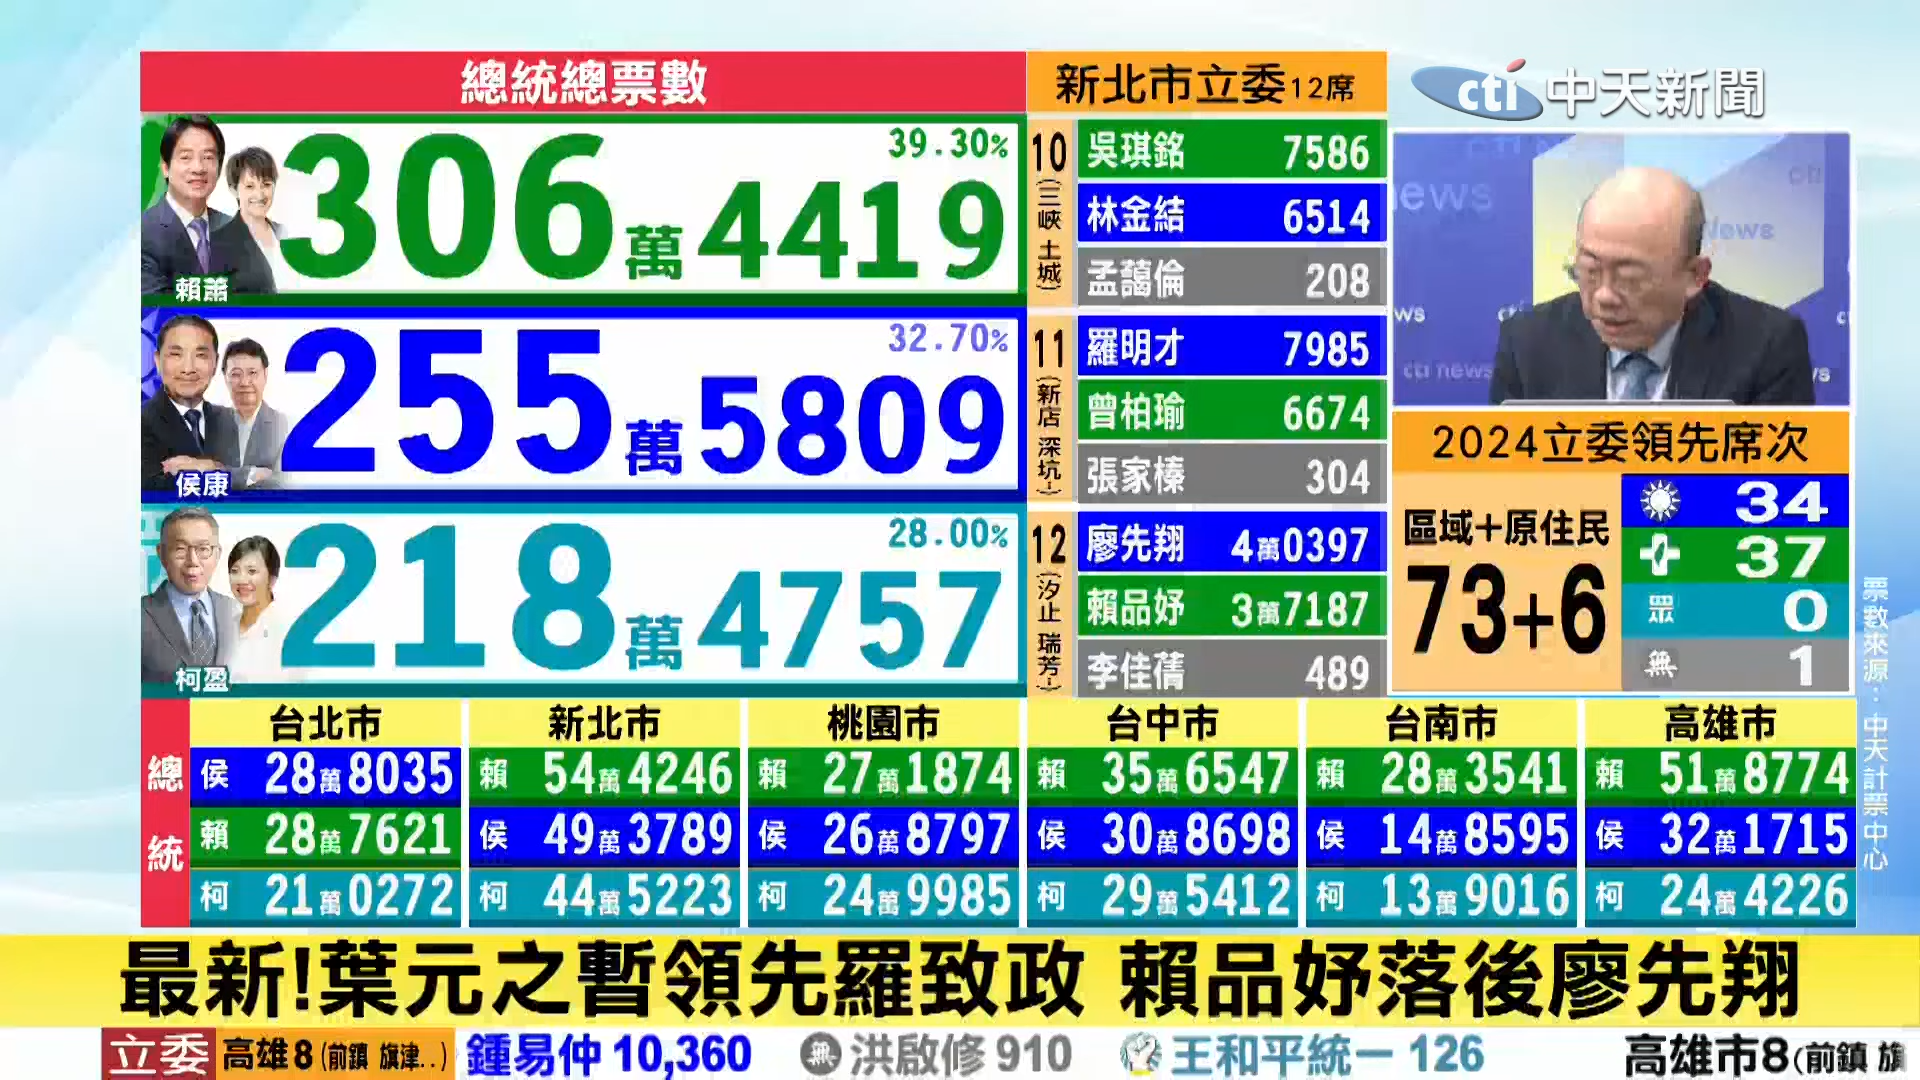 總統總票數
賴蕭
306萬4419
39.30%
侯康
255萬5809
32.70%
柯盈
218萬4757
28.00%
新北市立委12席
10 (三峽 土城)
吳琪銘 7586
林金結 6514
孟藹倫 208
11 (新店 深坑-)
羅明才 7985
曾柏瑜 6674
張家榛 304
12 (汐止 瑞芳-)
廖先翔 4萬0397
賴品妤 3萬7187
李佳蒨 489
cti 中天新聞
2024立委領先席次
區域+原住民
73+6
34
37
眾 0
無 1
票數來源：中天計票中心
總統
台北市
侯 28萬8035
賴 28萬7621
柯 21萬0272
新北市
賴 54萬4246
侯 49萬3789
柯 44萬5223
桃園市
賴 27萬1874
侯 26萬8797
柯 24萬9985
台中市
賴 35萬6547
侯 30萬8698
柯 29萬5412
台南市
賴 28萬3541
侯 14萬8595
柯 13萬9016
高雄市
賴 51萬8774
侯 32萬1715
柯 24萬4226
最新!葉元之暫領先羅致政 賴品妤落後廖先翔
立委 高雄8(前鎮 旗津..) 鍾易仲 10,360 無 洪啟修 910 王和平統一 126 高雄市8(前鎮 旗